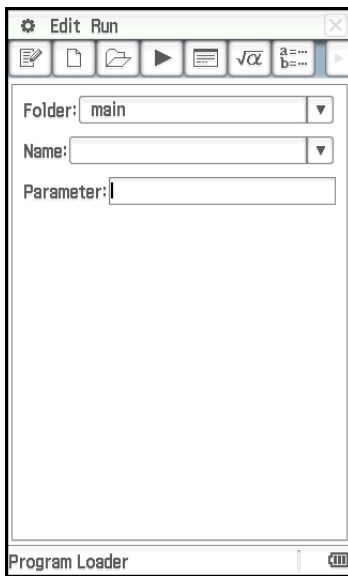 Edit Run
√α a=··· b=···
Folder: main
Name:
Parameter:
Program Loader